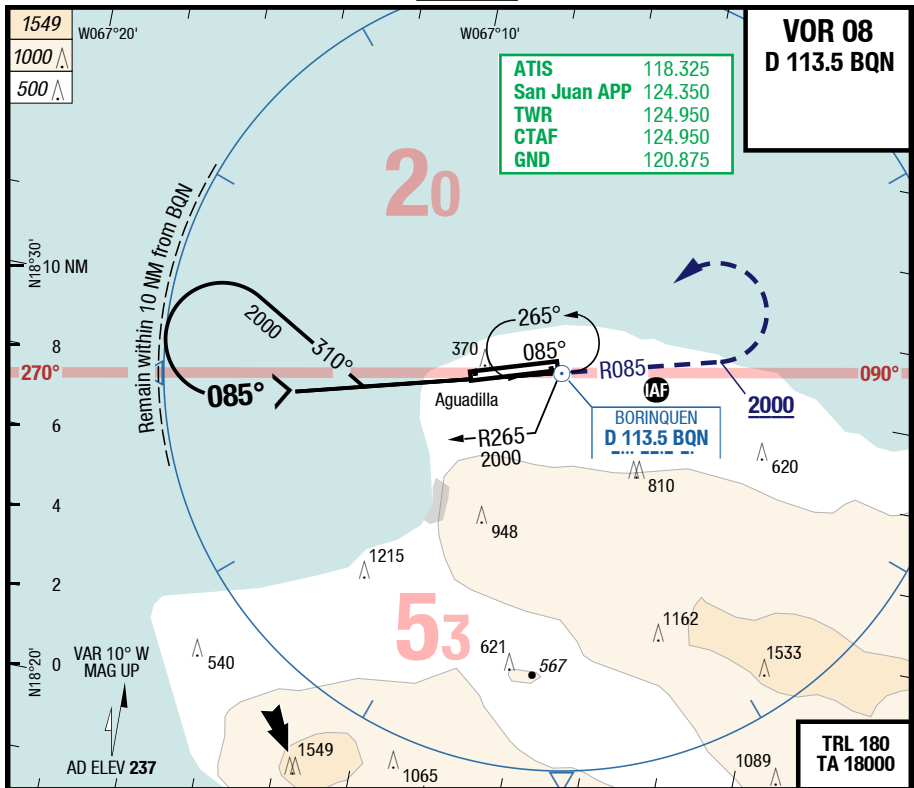 1549
1000
500
W067°20'
W067°10'
VOR 08
D 113.5 BQN
ATIS 118.325
San Juan APP 124.350
TWR 124.950
CTAF 124.950
GND 120.875
20
Remain within 10 NM from BQN
N18°30'
10 NM
8
6
4
2
0
2000
310°
265°
370
085°
270°
085°
R085
090°
Aguadilla
IAF
2000
BORINQUEN
D 113.5 BQN
R265
2000
620
810
948
1215
53
1162
621
567
1533
540
N18°20'
VAR 10° W
MAG UP
AD ELEV 237
1549
1065
1089
TRL 180
TA 18000